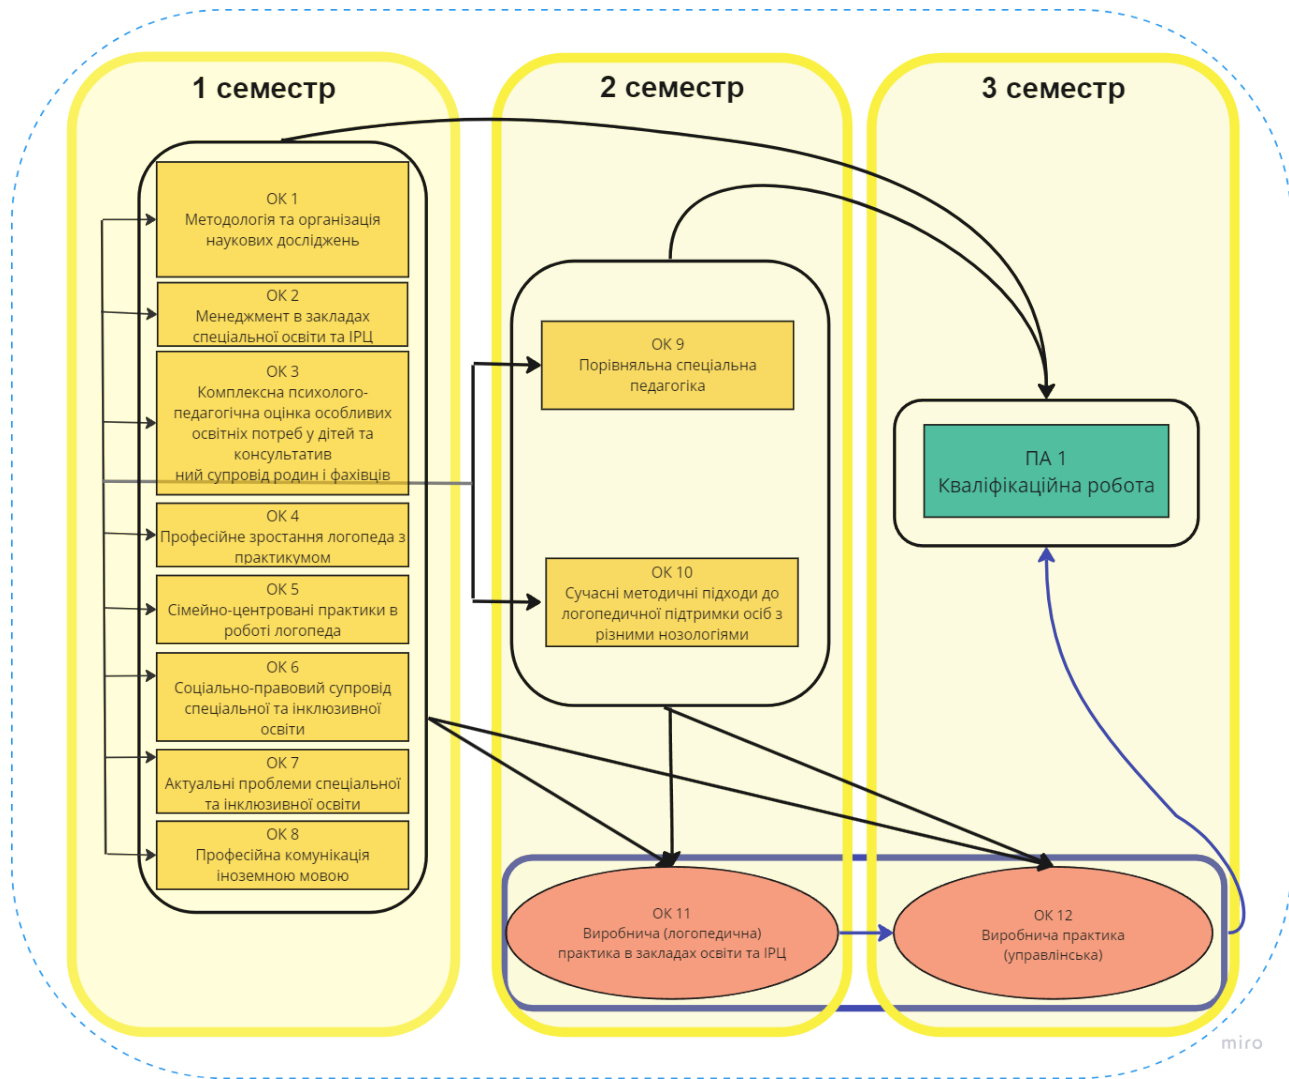 1 семестр
ОК 1
Методологія та організація
наукових досліджень
ОК 2
Менеджмент в закладах
спеціальної освіти та ІРЦ
ОК 3
Комплексна психолого-
педагогічна оцінка особливих
освітніх потреб у дітей та
консультатив
ний супровід родин і фахівців
ОК 4
Професійне зростання логопеда з
практикумом
ОК 5
Сімейно-центровані практики в
роботі логопеда
ОК 6
Соціально-правовий супровід
спеціальної та інклюзивної
освіти
ОК 7
Актуальні проблеми спеціальної
та інклюзивної освіти
ОК 8
Професійна комунікація
іноземною мовою
2 семестр
ОК 9
Порівняльна спеціальна
педагогіка
ОК 10
Сучасні методичні підходи до
логопедичної підтримки осіб з
різними нозологіями
ОК 11
Виробнича (логопедична)
практика в закладах освіти та ІРЦ
3 семестр
ПА 1
Кваліфікаційна робота
ОК 12
Виробнича практика
(управлінська)
miro